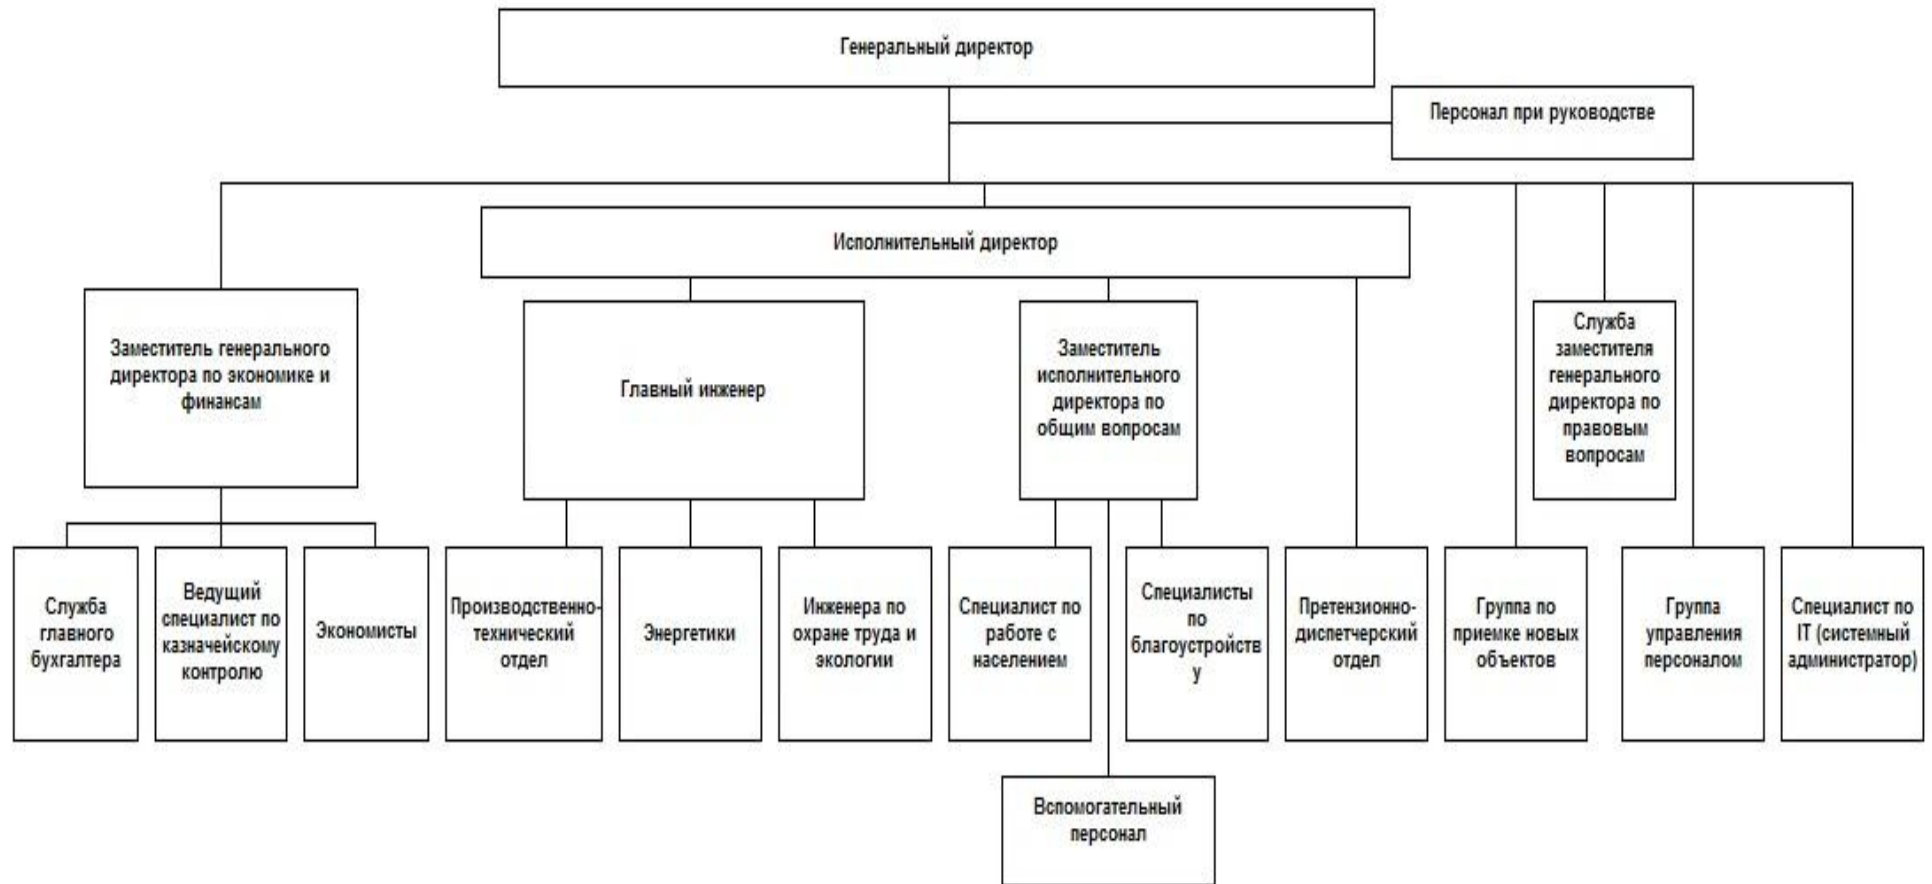 Генеральный директор
Персонал при руководстве
Исполнительный директор
Заместитель генерального
директора по экономике и
финансам
Главный инженер
Заместитель
исполнительного
директора по
общим вопросам
Служба
заместителя
генерального
директора по
правовым
вопросам
Служба
главного
бухгалтера
Ведущий
специалист по
казначейскому
контролю
Экономисты
Производственно-
технический
отдел
Энергетики
Инженера по
охране труда и
экологии
Специалист по
работе с
населением
Специалисты
по
благоустройств
у
Претензионно-
диспетчерский
отдел
Группа по
приемке новых
объектов
Группа
управления
персоналом
Специалист по
IT (системный
администратор)
Вспомогательный
персонал